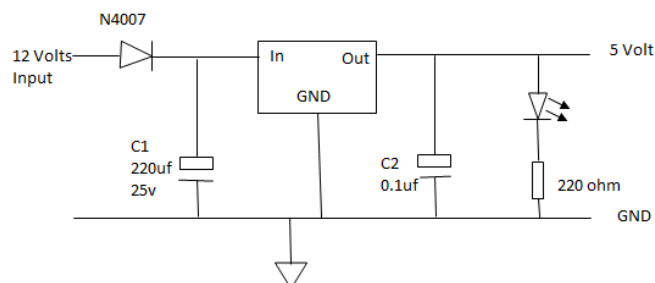 N4007
12 Volts
Input
In
Out
GND
5 Volt
C1
220uf
25v
C2
0.1uf
220 ohm
GND